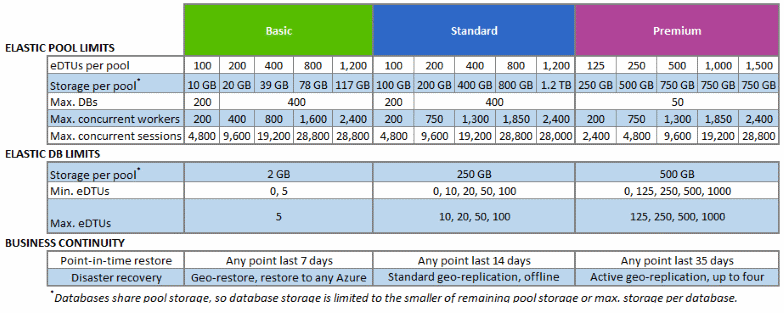 Basic Standard Premium
ELASTIC POOL LIMITS
eDTUs per pool 100 200 400 800 1,200 100 200 400 800 1,200 125 250 500 1,000 1,500
Storage per pool* 10 GB 20 GB 39 GB 78 GB 117 GB 100 GB 200 GB 400 GB 800 GB 1.2 TB 250 GB 500 GB 750 GB 750 GB 750 GB
Max. DBs 200 400 200 400 50
Max. concurrent workers 200 400 800 1,600 2,400 200 750 1,300 1,850 2,400 200 750 1,300 1,850 2,400
Max. concurrent sessions 4,800 9,600 19,200 28,800 28,800 4,800 9,600 19,200 28,800 28,000 2,400 4,800 9,600 19,200 28,800
ELASTIC DB LIMITS
Storage per pool* 2 GB 250 GB 500 GB
Min. eDTUs 0, 5 0, 10, 20, 50, 100 0, 125, 250, 500, 1000
Max. eDTUs 5 10, 20, 50, 100 125, 250, 500, 1000
BUSINESS CONTINUITY
Point-in-time restore Any point last 7 days Any point last 14 days Any point last 35 days
Disaster recovery Geo-restore, restore to any Azure Standard geo-replication, offline Active geo-replication, up to four
*Databases share pool storage, so database storage is limited to the smaller of remaining pool storage or max. storage per database.